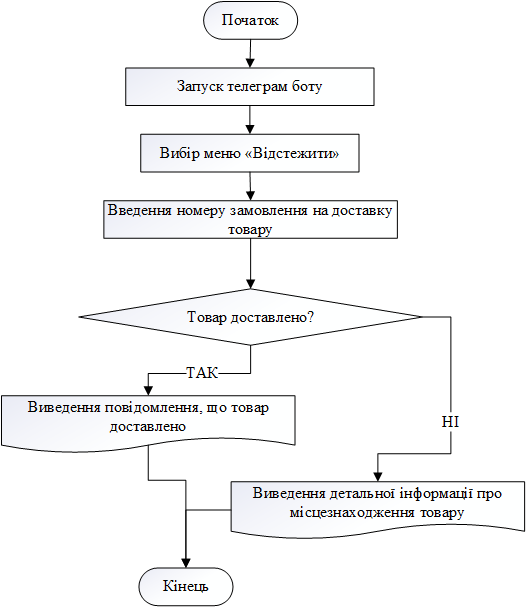 Початок
Запуск телеграм боту
Вибір меню «Відстежити»
Введення номеру замовлення на доставку
товару
Товар доставлено?
ТАК
Виведення повідомлення, що товар
доставлено
НІ
Виведення детальної інформації про
місцезнаходження товару
Кінець